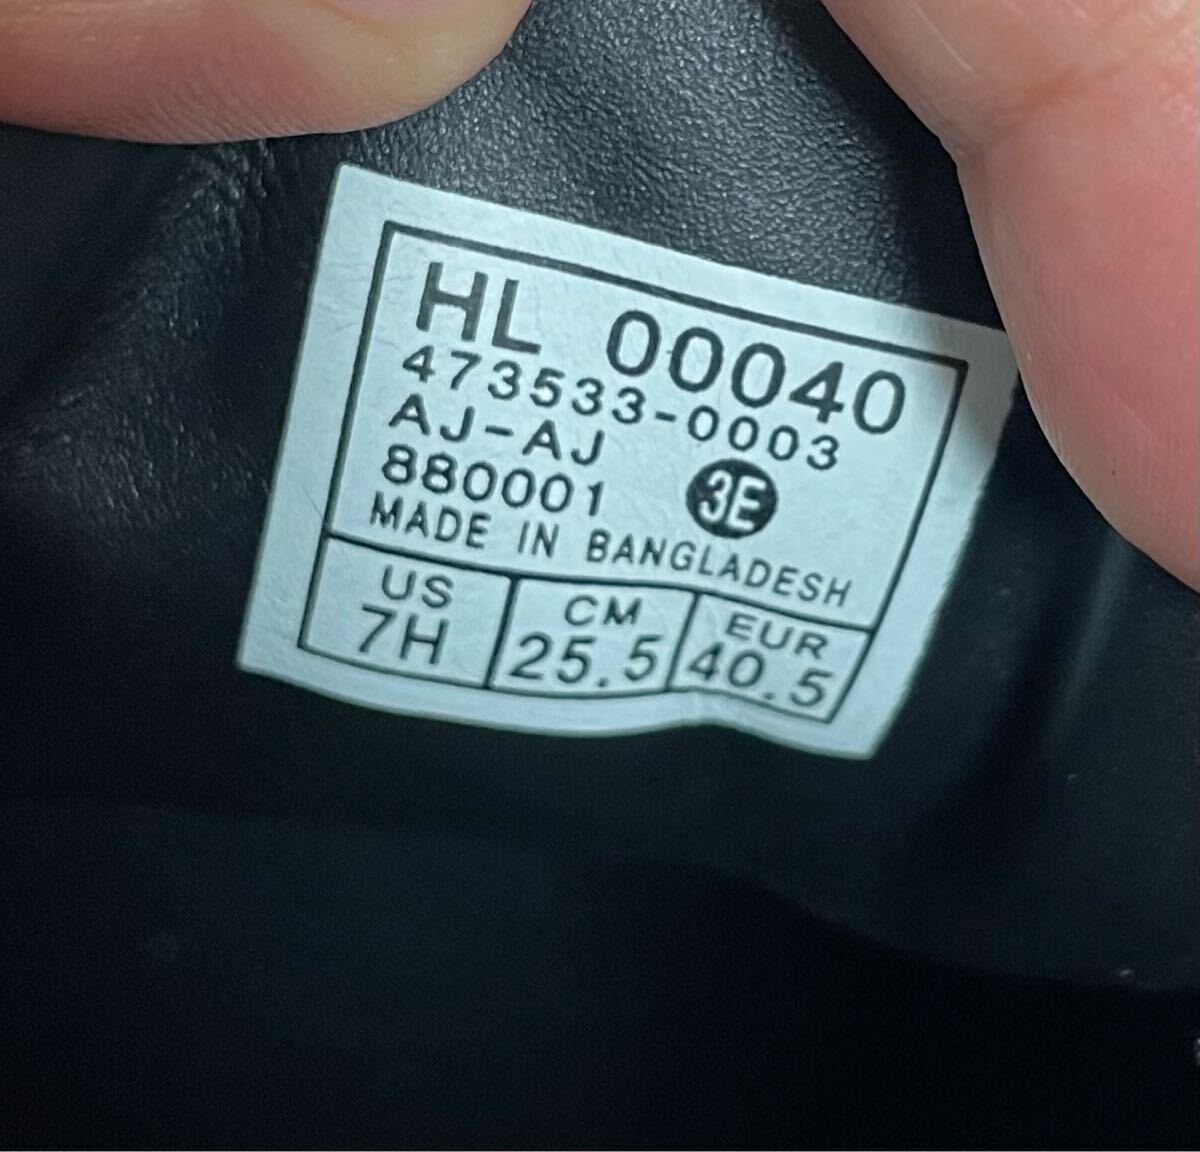 HL 00040
473533-0003
AJ-AJ
880001 3E
MADE IN BANGLADESH
US CM EUR
7H 25.5 40.5